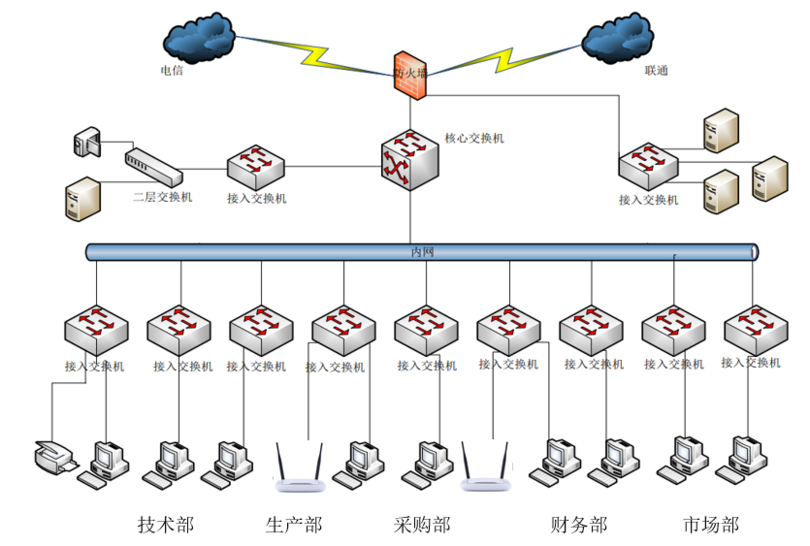 防火墙
电信
联通
核心交换机
二层交换机
接入交换机
接入交换机
内网
接入交换机
接入交换机
接入交换机
接入交换机
接入交换机
接入交换机
接入交换机
接入交换机
接入交换机
技术部
生产部
采购部
财务部
市场部